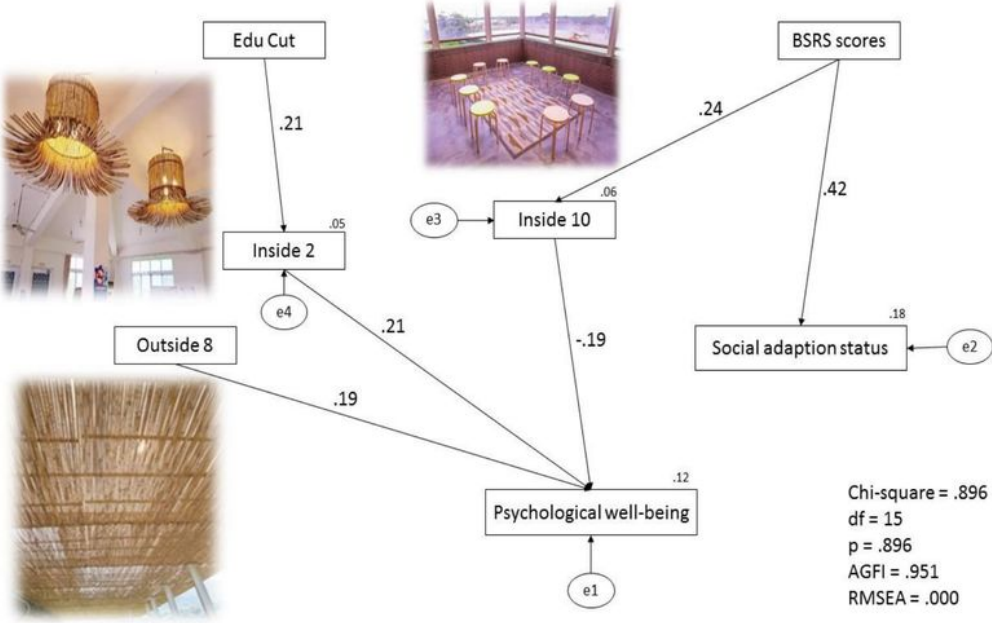 Edu Cut
BSRS scores
.21
.24
.42
.06
e3
Inside 10
.05
Inside 2
e4
.21
-.19
.18
Outside 8
Social adaption status
e2
.19
.12
Psychological well-being
e1
Chi-square = .896
df = 15
p = .896
AGFI = .951
RMSEA = .000